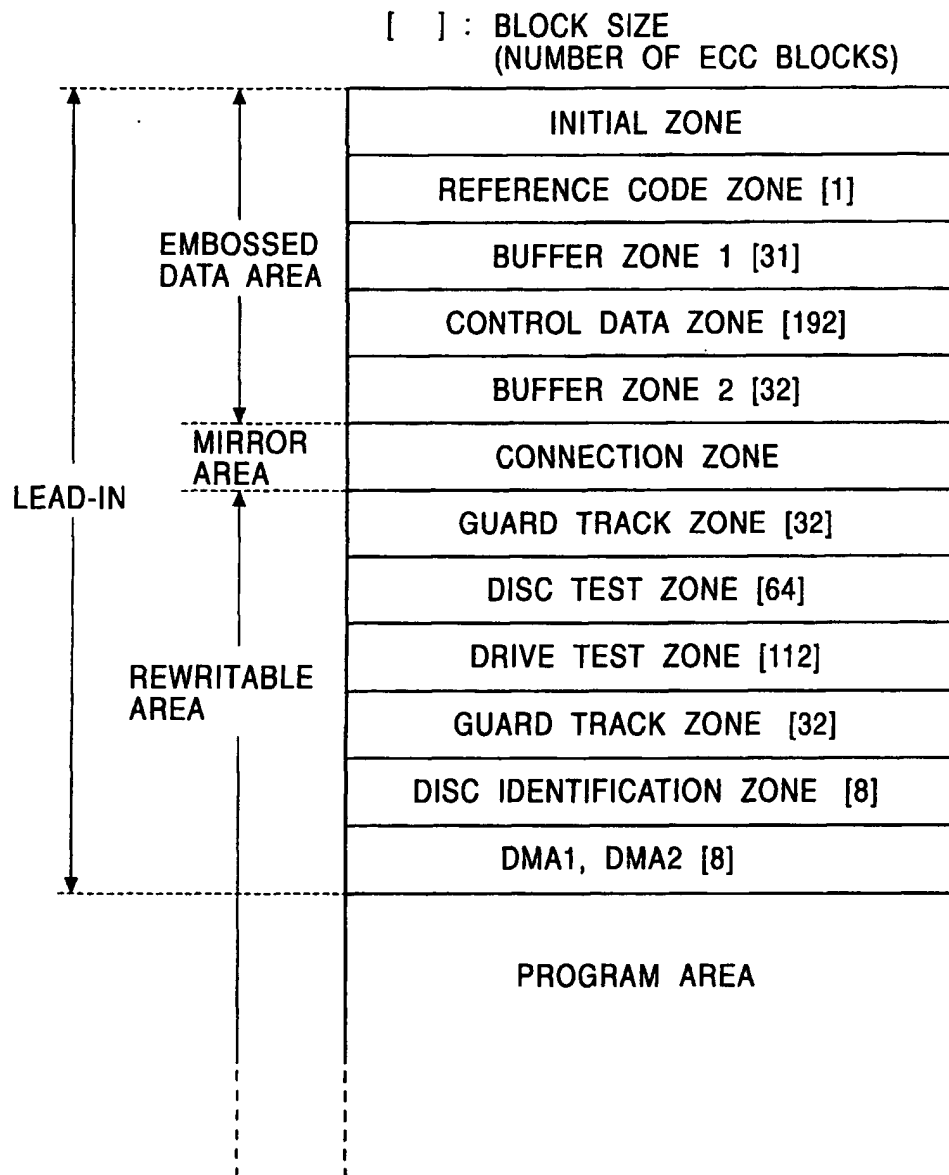 [ ] : BLOCK SIZE
(NUMBER OF ECC BLOCKS)
INITIAL ZONE
REFERENCE CODE ZONE [1]
EMBOSSED
DATA AREA
BUFFER ZONE 1 [31]
CONTROL DATA ZONE [192]
BUFFER ZONE 2 [32]
MIRROR
AREA
CONNECTION ZONE
LEAD-IN
GUARD TRACK ZONE [32]
DISC TEST ZONE [64]
DRIVE TEST ZONE [112]
REWRITABLE
AREA
GUARD TRACK ZONE [32]
DISC IDENTIFICATION ZONE [8]
DMA1, DMA2 [8]
PROGRAM AREA